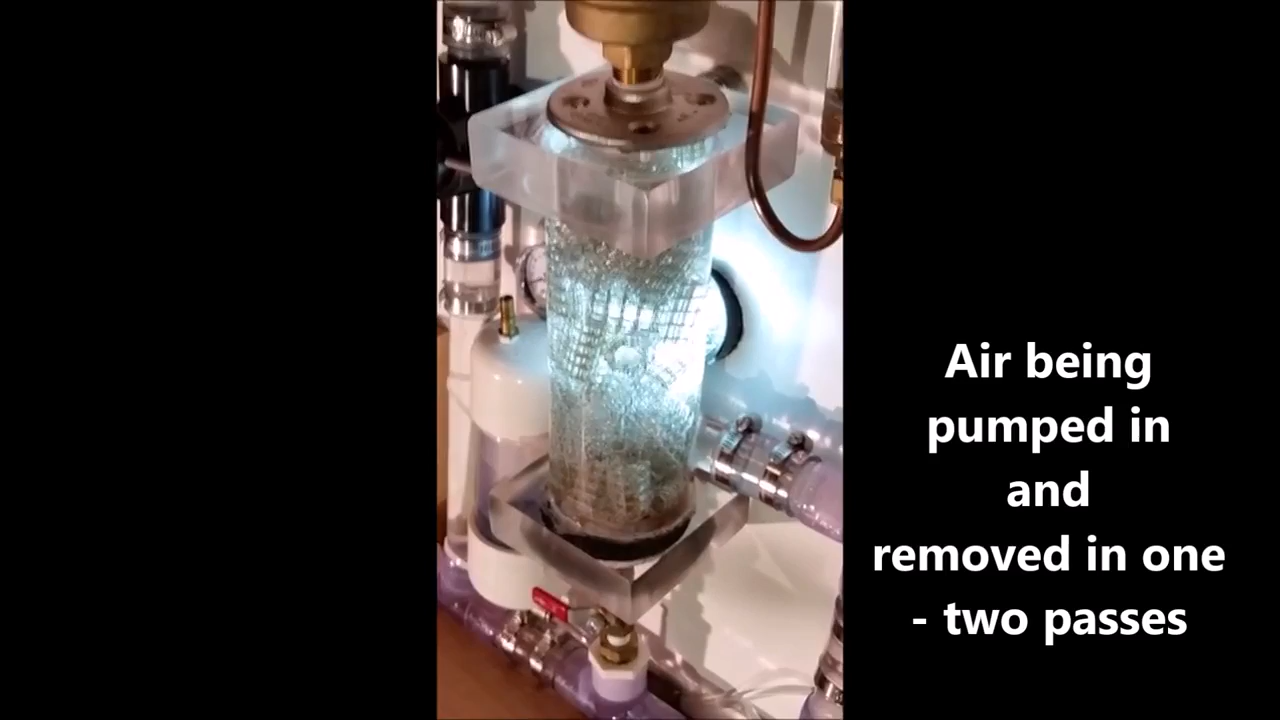 Air being
pumped in
and
removed in one
- two passes